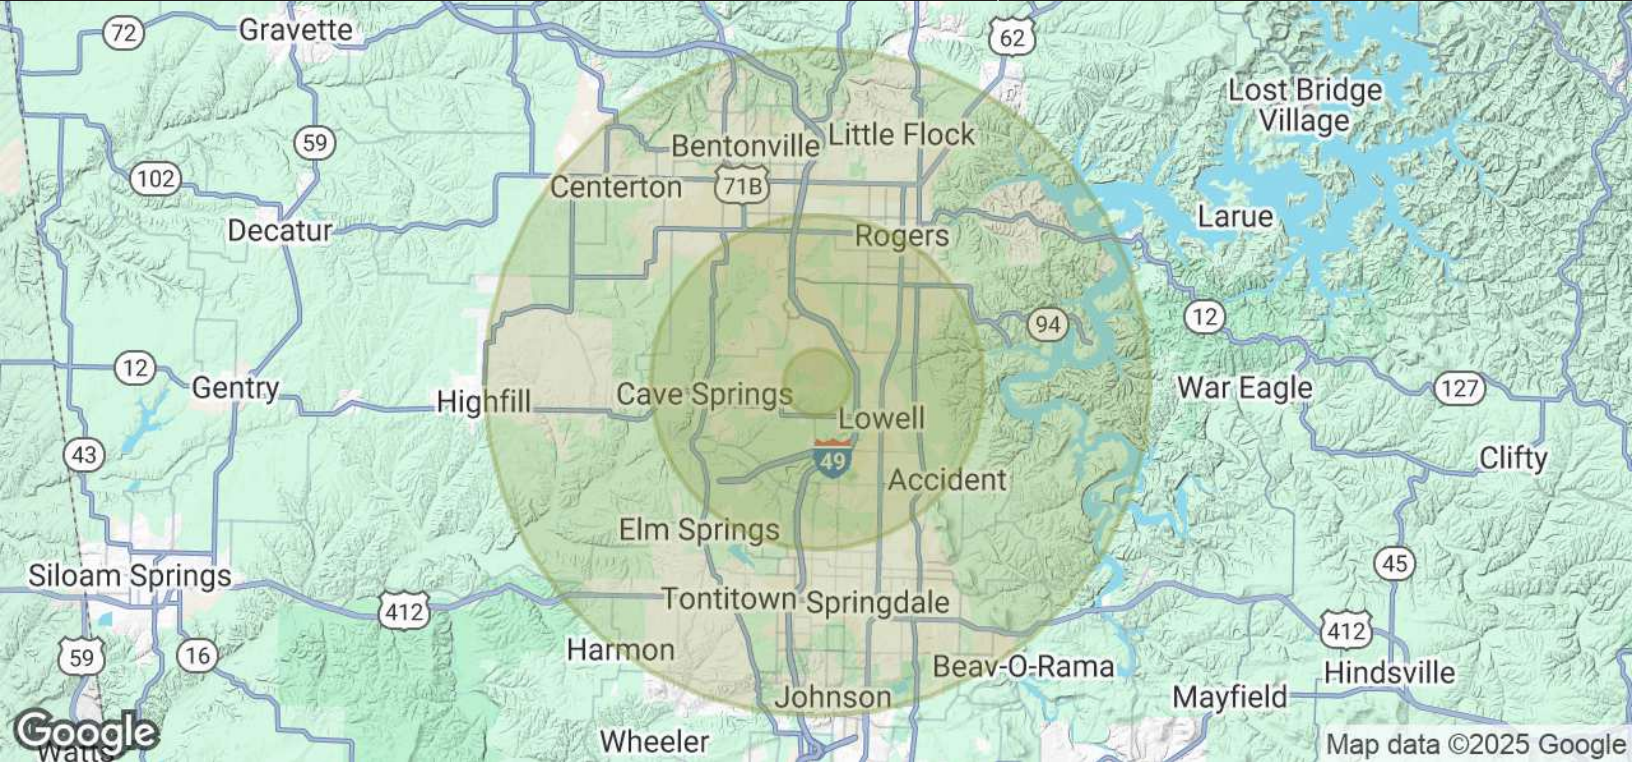 72
Gravette
62
Lost Bridge
Village
59
Bentonville
Little Flock
102
Centerton
71B
Decatur
Larue
Rogers
12
94
12
Gentry
Highfill
Cave Springs
Lowell
War Eagle
127
43
49
Accident
Clifty
Elm Springs
Siloam Springs
45
412
Tontitown
Springdale
59
16
Harmon
412
Beav-O-Rama
Hindsville
Johnson
Mayfield
Google
Watts
Wheeler
Map data ©2025 Google